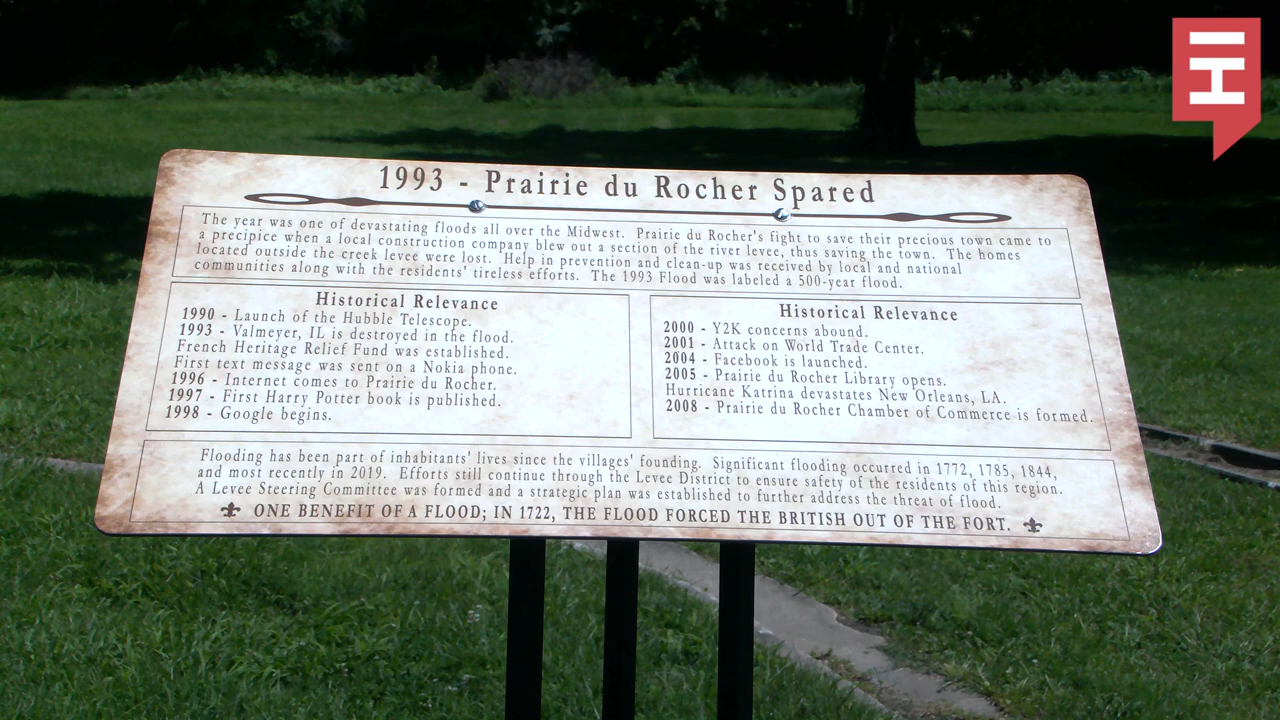 1993 - Prairie du Rocher Spared
The year was one of devastating floods all over the Midwest. Prairie du Rocher's fight to save their precious town came to
a precipice when a local construction company blew out a section of the river levee, thus saving the town. The homes
located outside the creek levee were lost. Help in prevention and clean-up was received by local and national
communities along with the residents' tireless efforts. The 1993 Flood was labeled a 500-year flood.
Historical Relevance
1990 - Launch of the Hubble Telescope.
1993 - Valmeyer, IL is destroyed in the flood.
French Heritage Relief Fund was established.
First text message was sent on a Nokia phone.
1996 - Internet comes to Prairie du Rocher.
1997 - First Harry Potter book is published.
1998 - Google begins.
Historical Relevance
2000 - Y2K concerns abound.
2001 - Attack on World Trade Center.
2004 - Facebook is launched.
2005 - Prairie du Rocher Library opens.
Hurricane Katrina devastates New Orleans, LA.
2008 - Prairie du Rocher Chamber of Commerce is formed.
Flooding has been part of inhabitants' lives since the villages' founding. Significant flooding occurred in 1772, 1785, 1844,
and most recently in 2019. Efforts still continue through the Levee District to ensure safety of the residents of this region.
A Levee Steering Committee was formed and a strategic plan was established to further address the threat of flood.
ONE BENEFIT OF A FLOOD; IN 1722, THE FLOOD FORCED THE BRITISH OUT OF THE FORT.